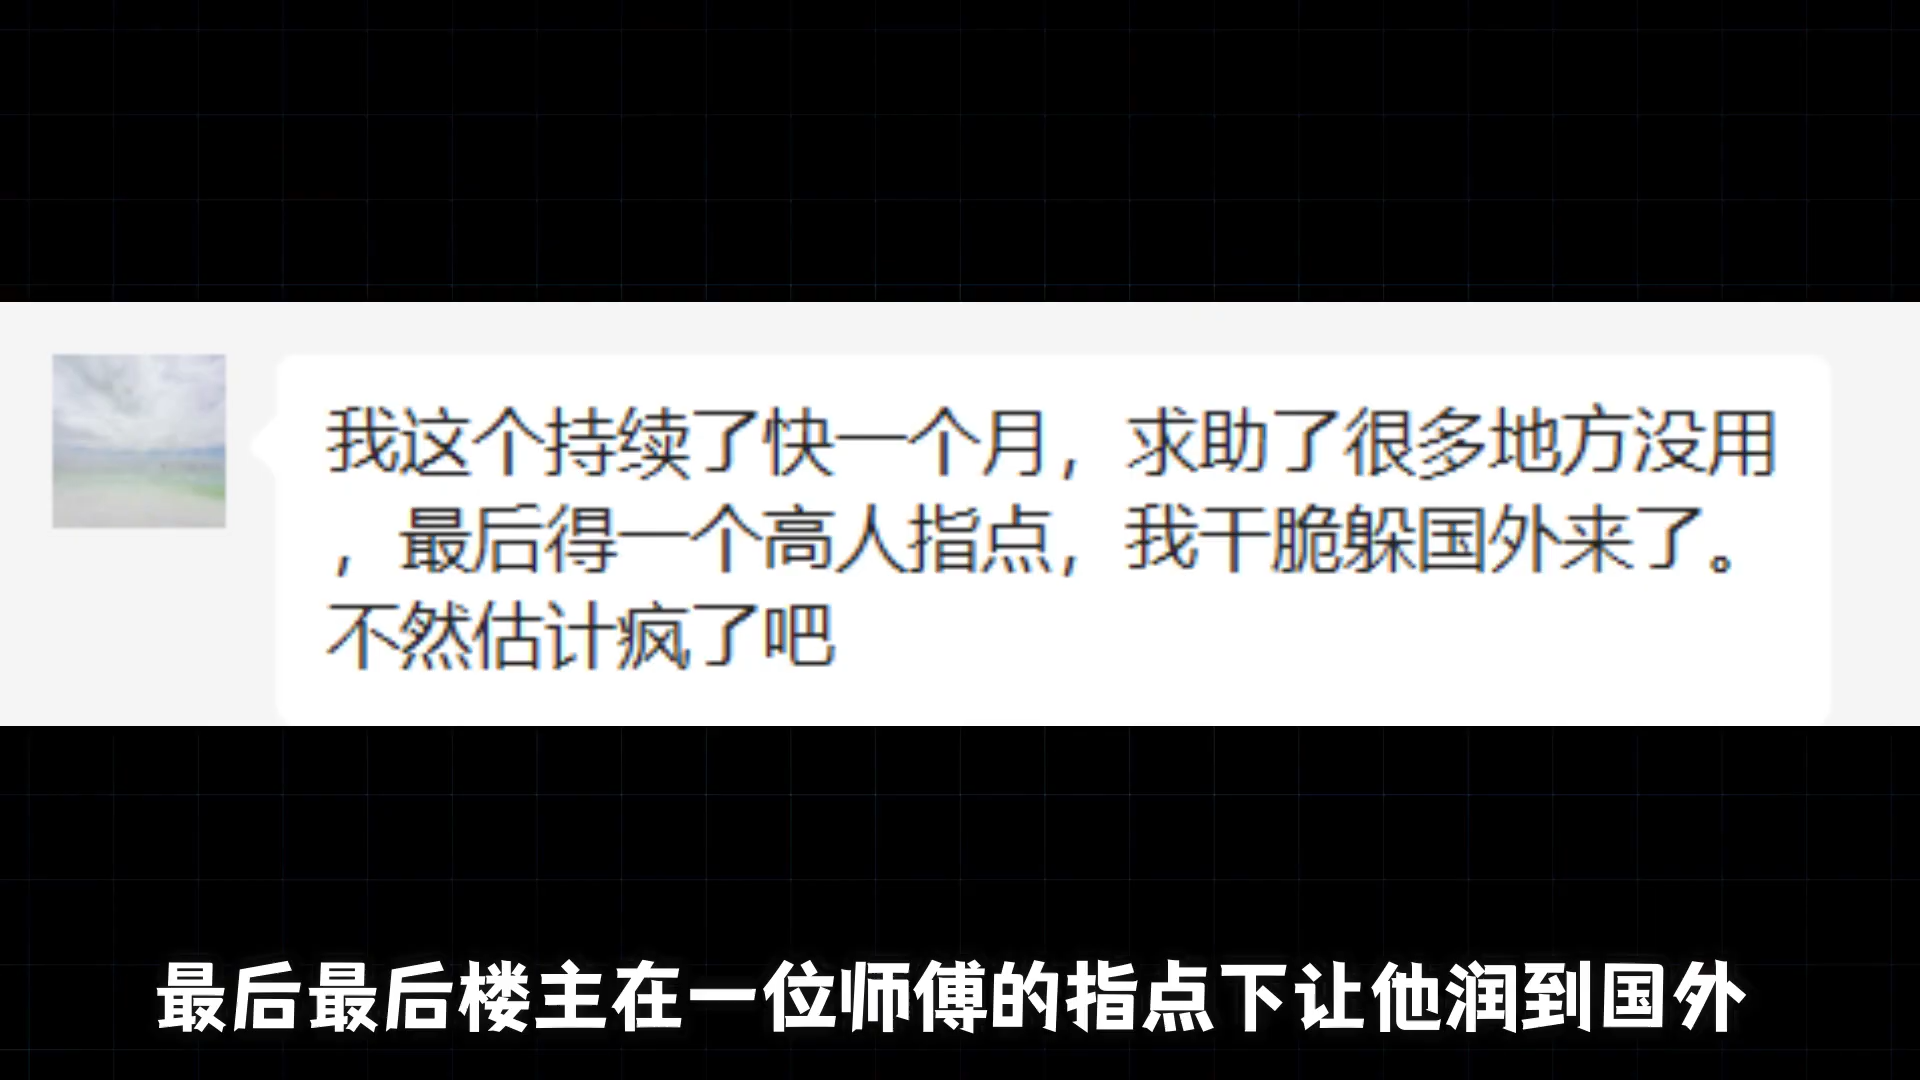 我这个持续了快一个月，求助了很多地方没用
，最后得一个高人指点，我干脆躲国外来了。
不然估计疯了吧
最后最后楼主在一位师傅的指点下让他润到国外